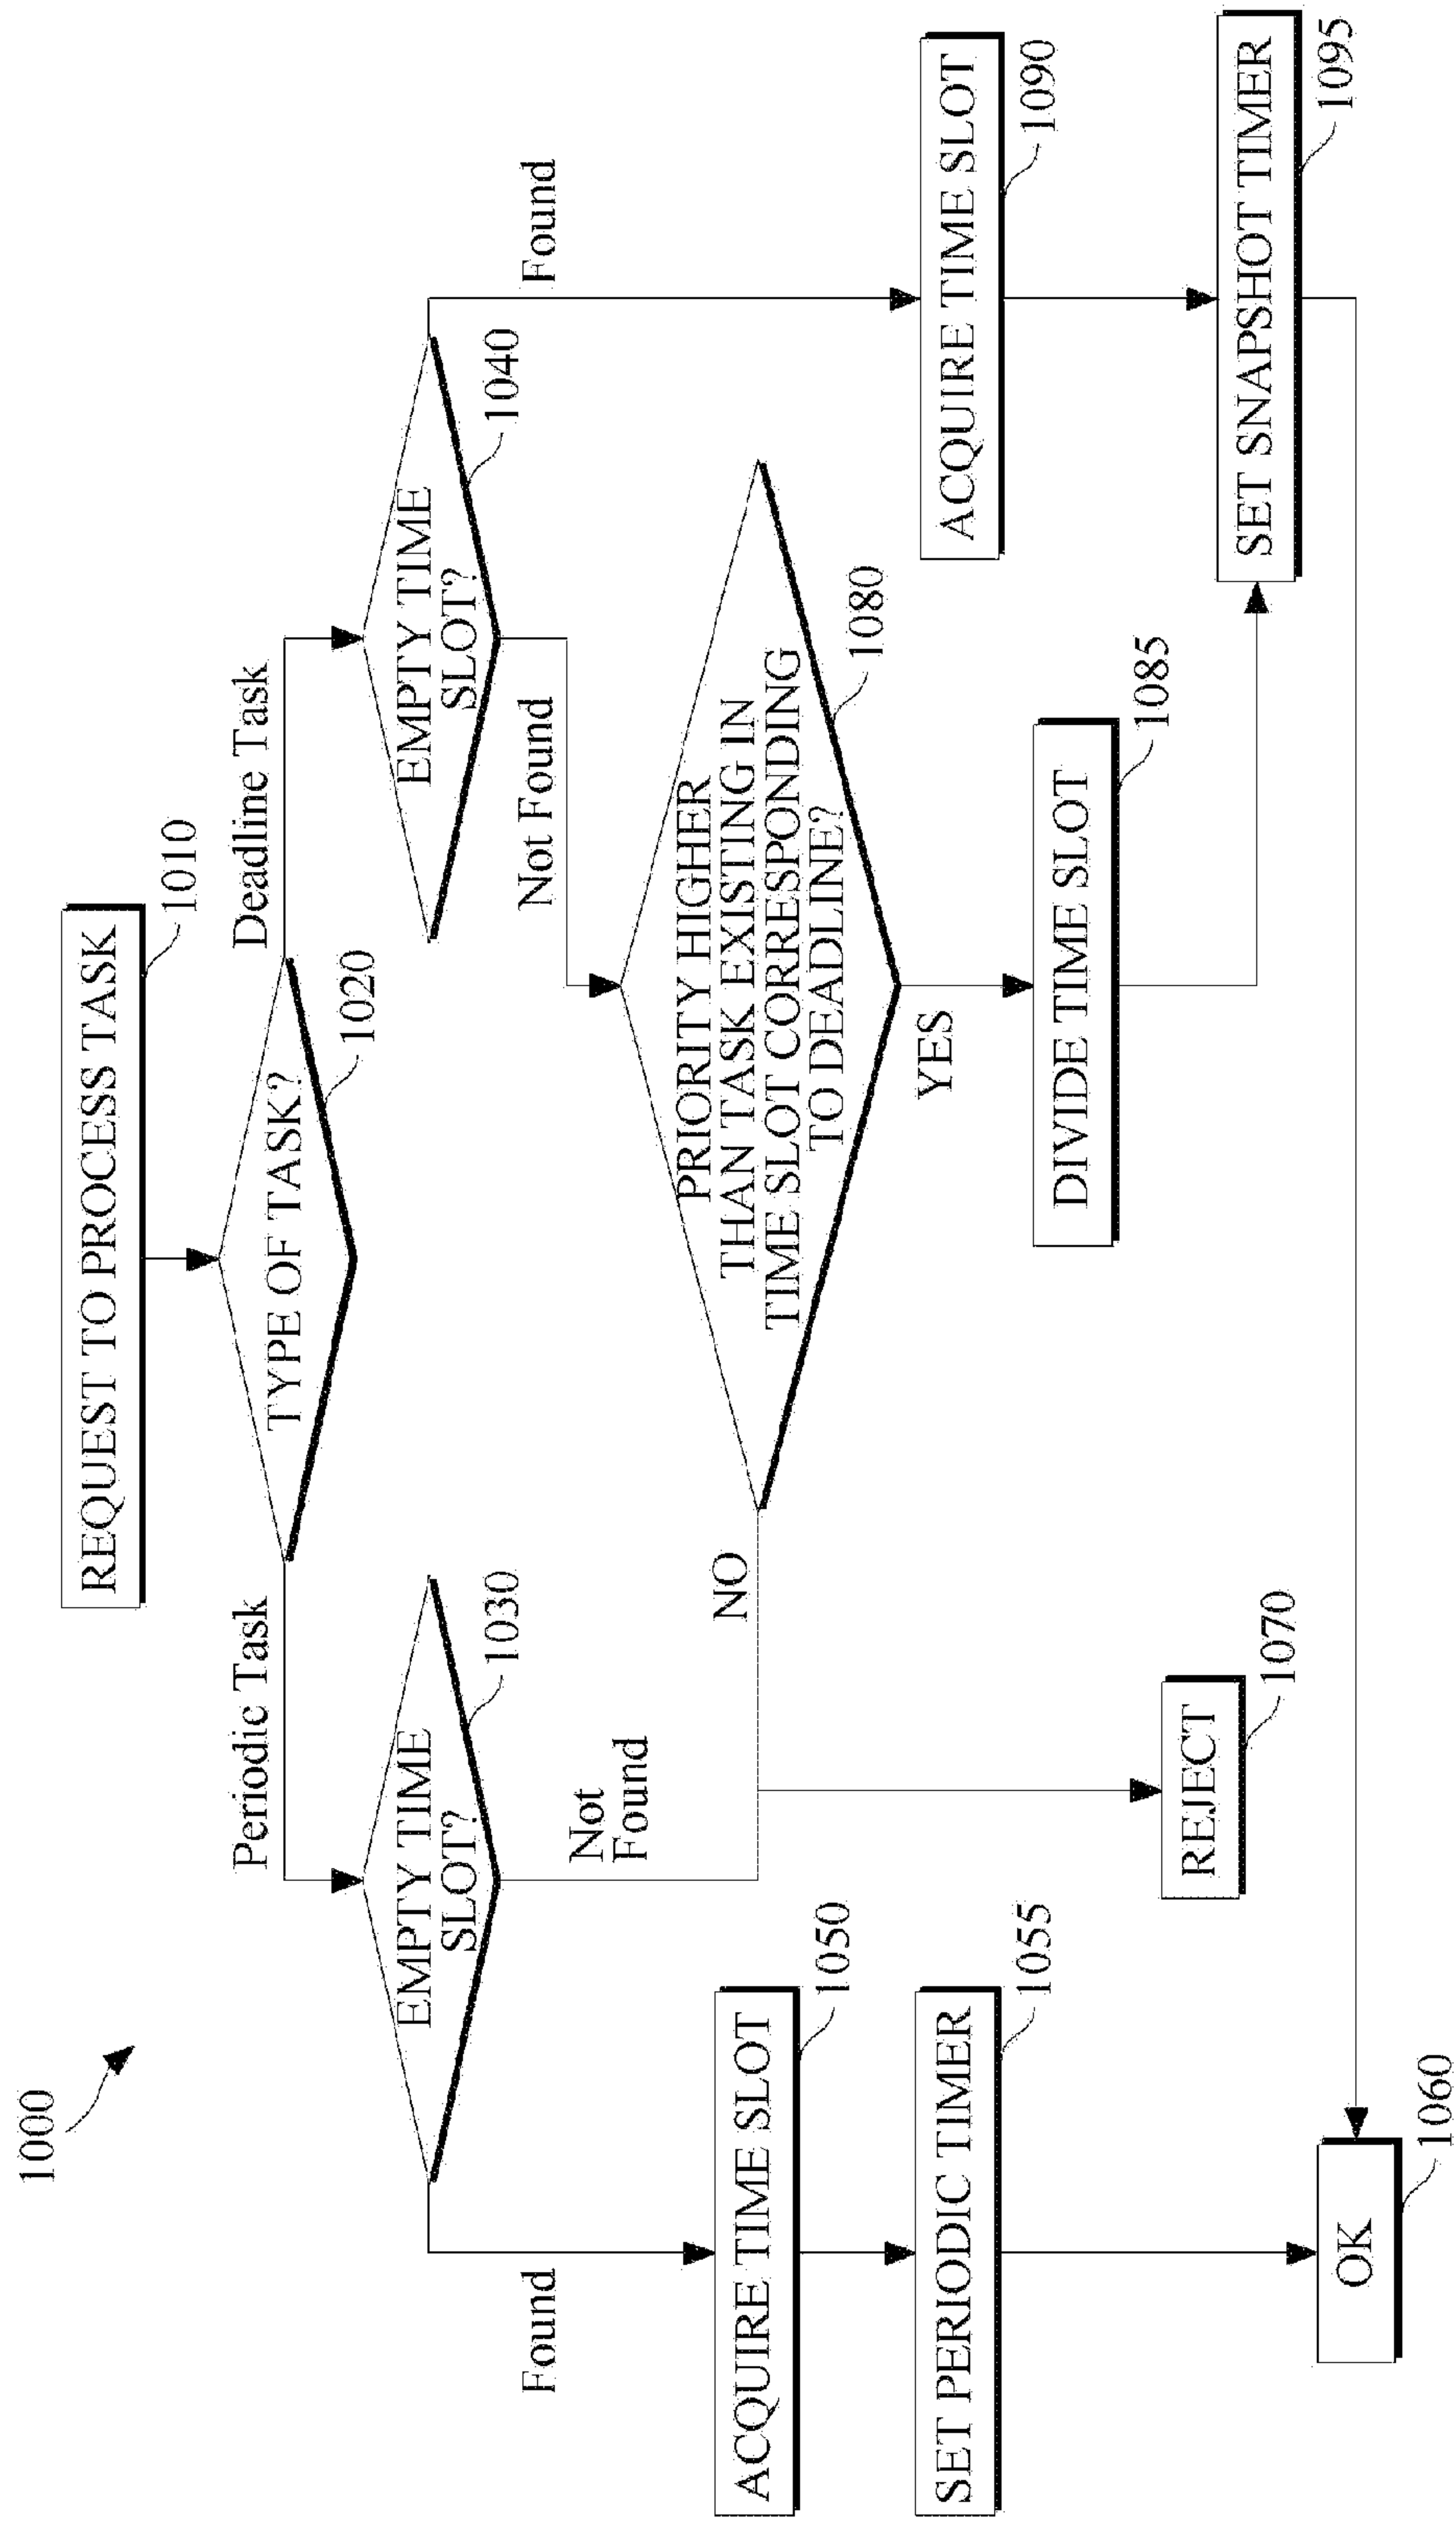 1000
REQUEST TO PROCESS TASK
1010
TYPE OF TASK?
1020
Periodic Task
Deadline Task
EMPTY TIME
SLOT?
1030
EMPTY TIME
SLOT?
1040
Found
Not
Found
Not Found
Found
PRIORITY HIGHER
THAN TASK EXISTING IN
TIME SLOT CORRESPONDING
TO DEADLINE?
1080
NO
YES
ACQUIRE TIME SLOT
1050
SET PERIODIC TIMER
1055
DIVIDE TIME SLOT
1085
ACQUIRE TIME SLOT
1090
REJECT
1070
SET SNAPSHOT TIMER
1095
OK
1060